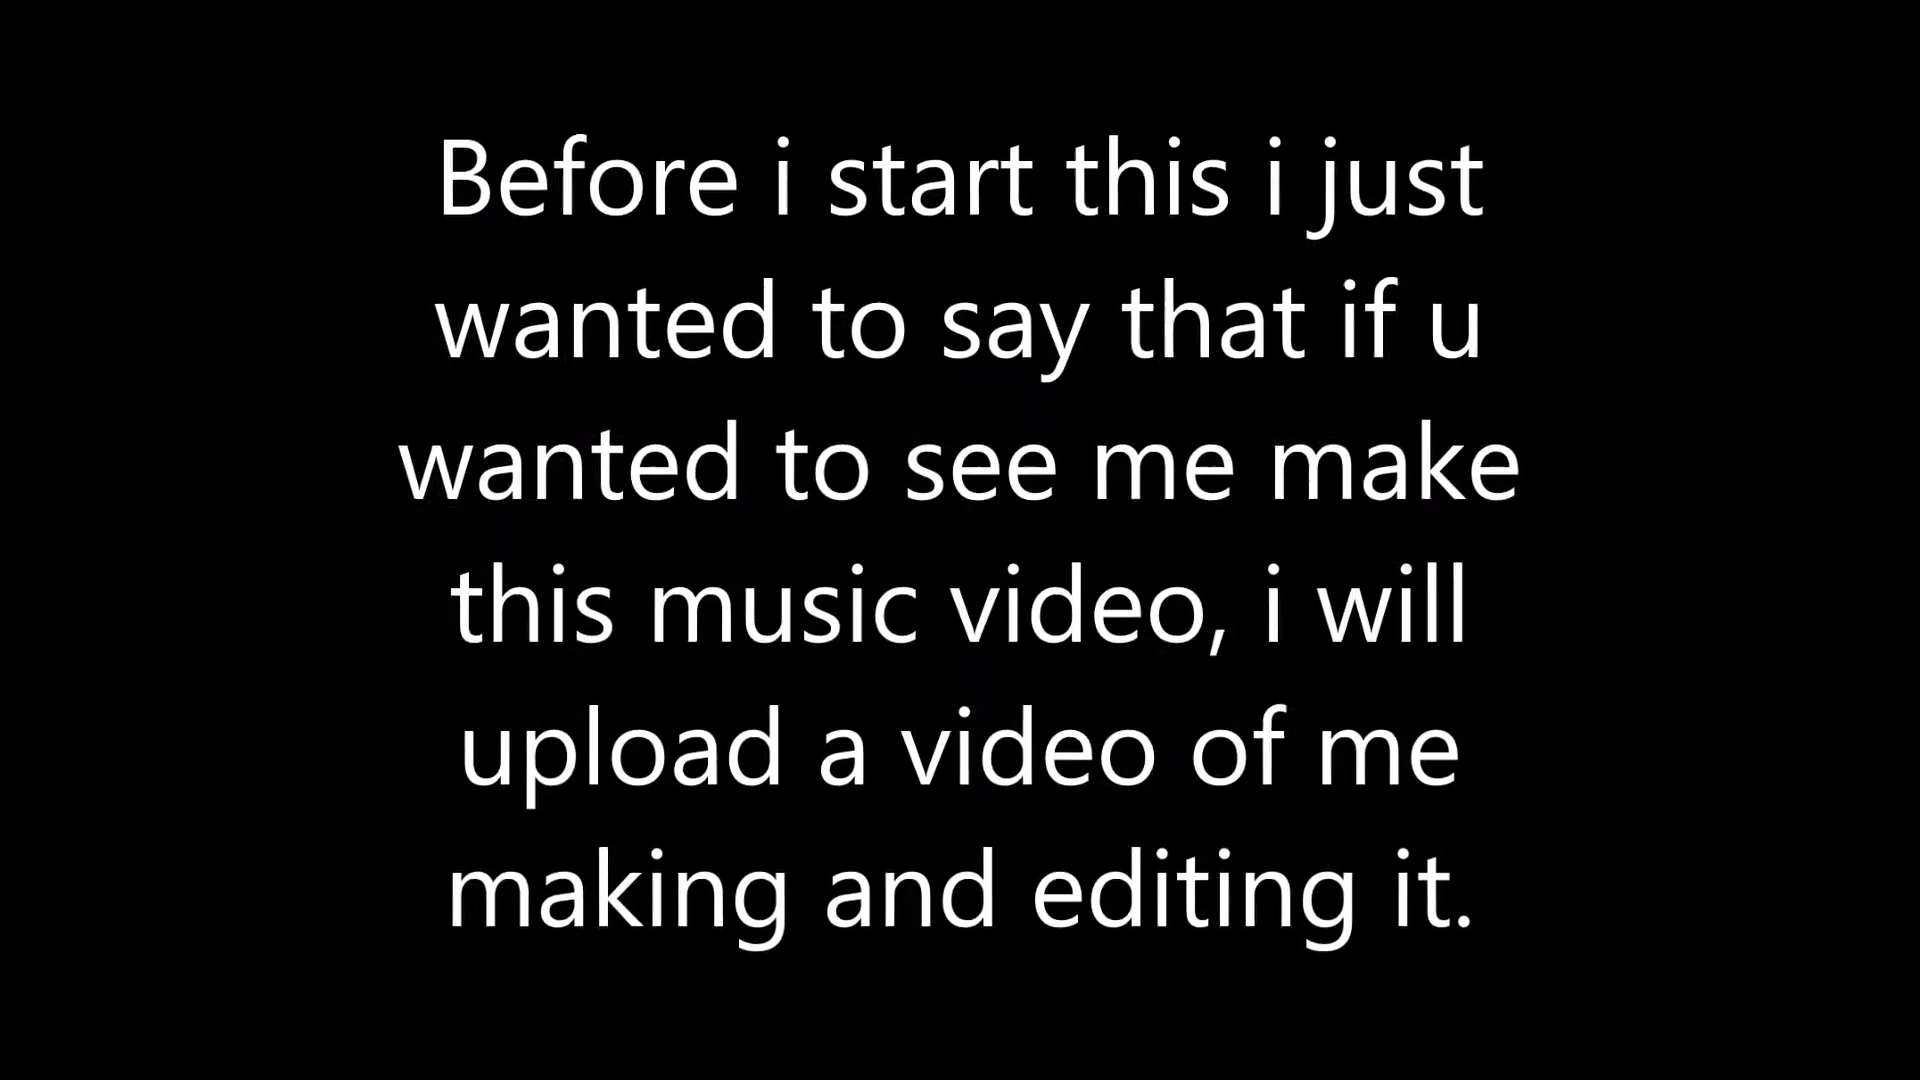 Before i start this i just
wanted to say that if u
wanted to see me make
this music video, i will
upload a video of me
making and editing it.